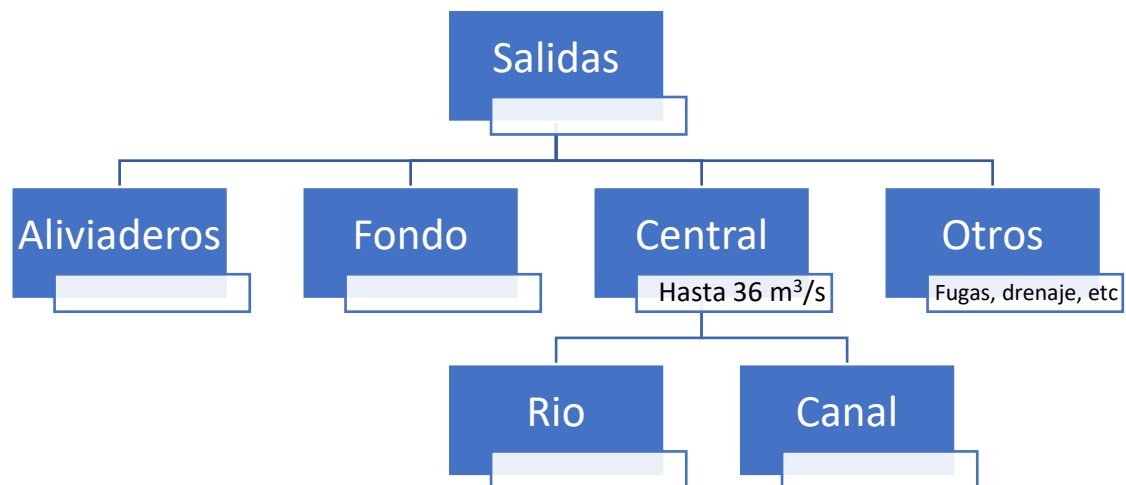 Salidas
Aliviaderos
Fondo
Central
Hasta 36 m³/s
Otros
Fugas, drenaje, etc
Rio
Canal